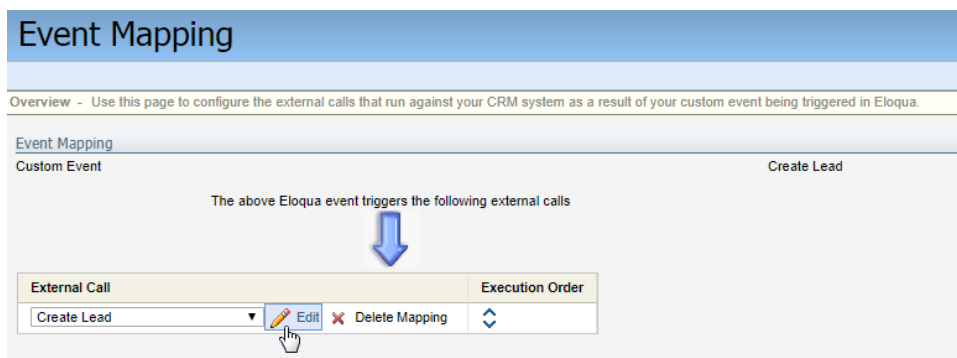 Event Mapping
Overview - Use this page to configure the external calls that run against your CRM system as a result of your custom event being triggered in Eloqua.
Event Mapping
Custom Event Create Lead
The above Eloqua event triggers the following external calls
External Call Execution Order
Create Lead Edit Delete Mapping